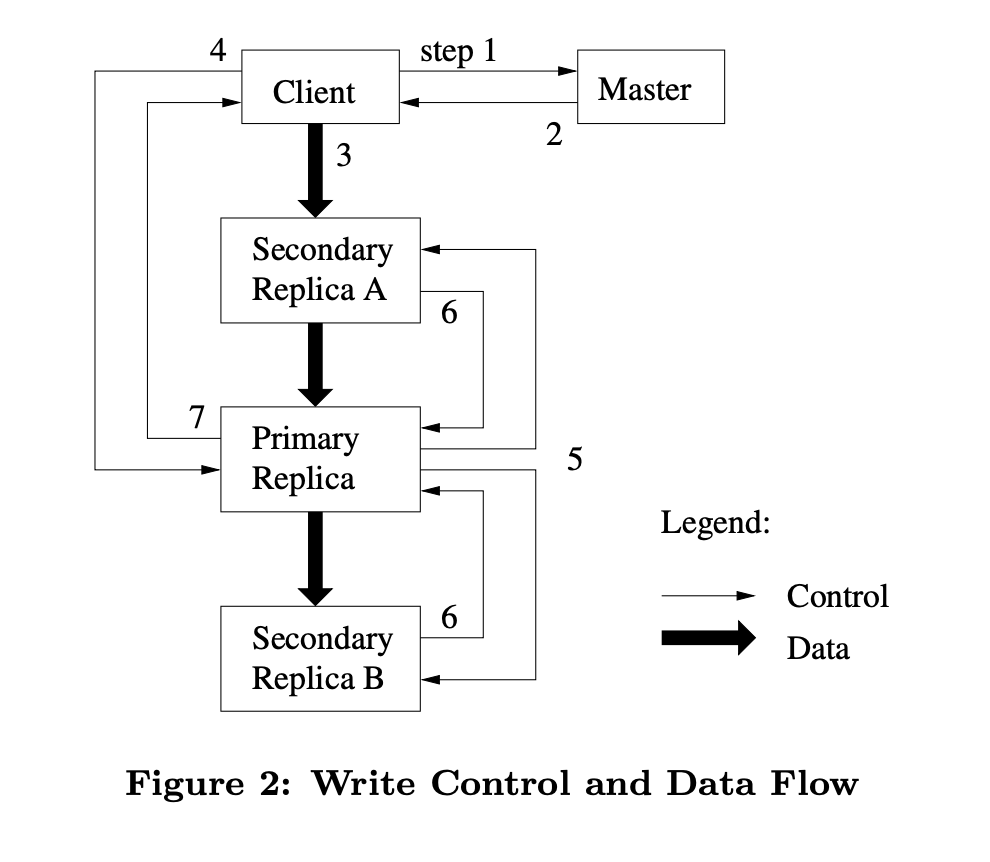 4
step 1
Client
Master
2
3
Secondary
Replica A
6
7
Primary
Replica
5
Legend:
Control
6
Secondary
Replica B
Data
Figure 2: Write Control and Data Flow